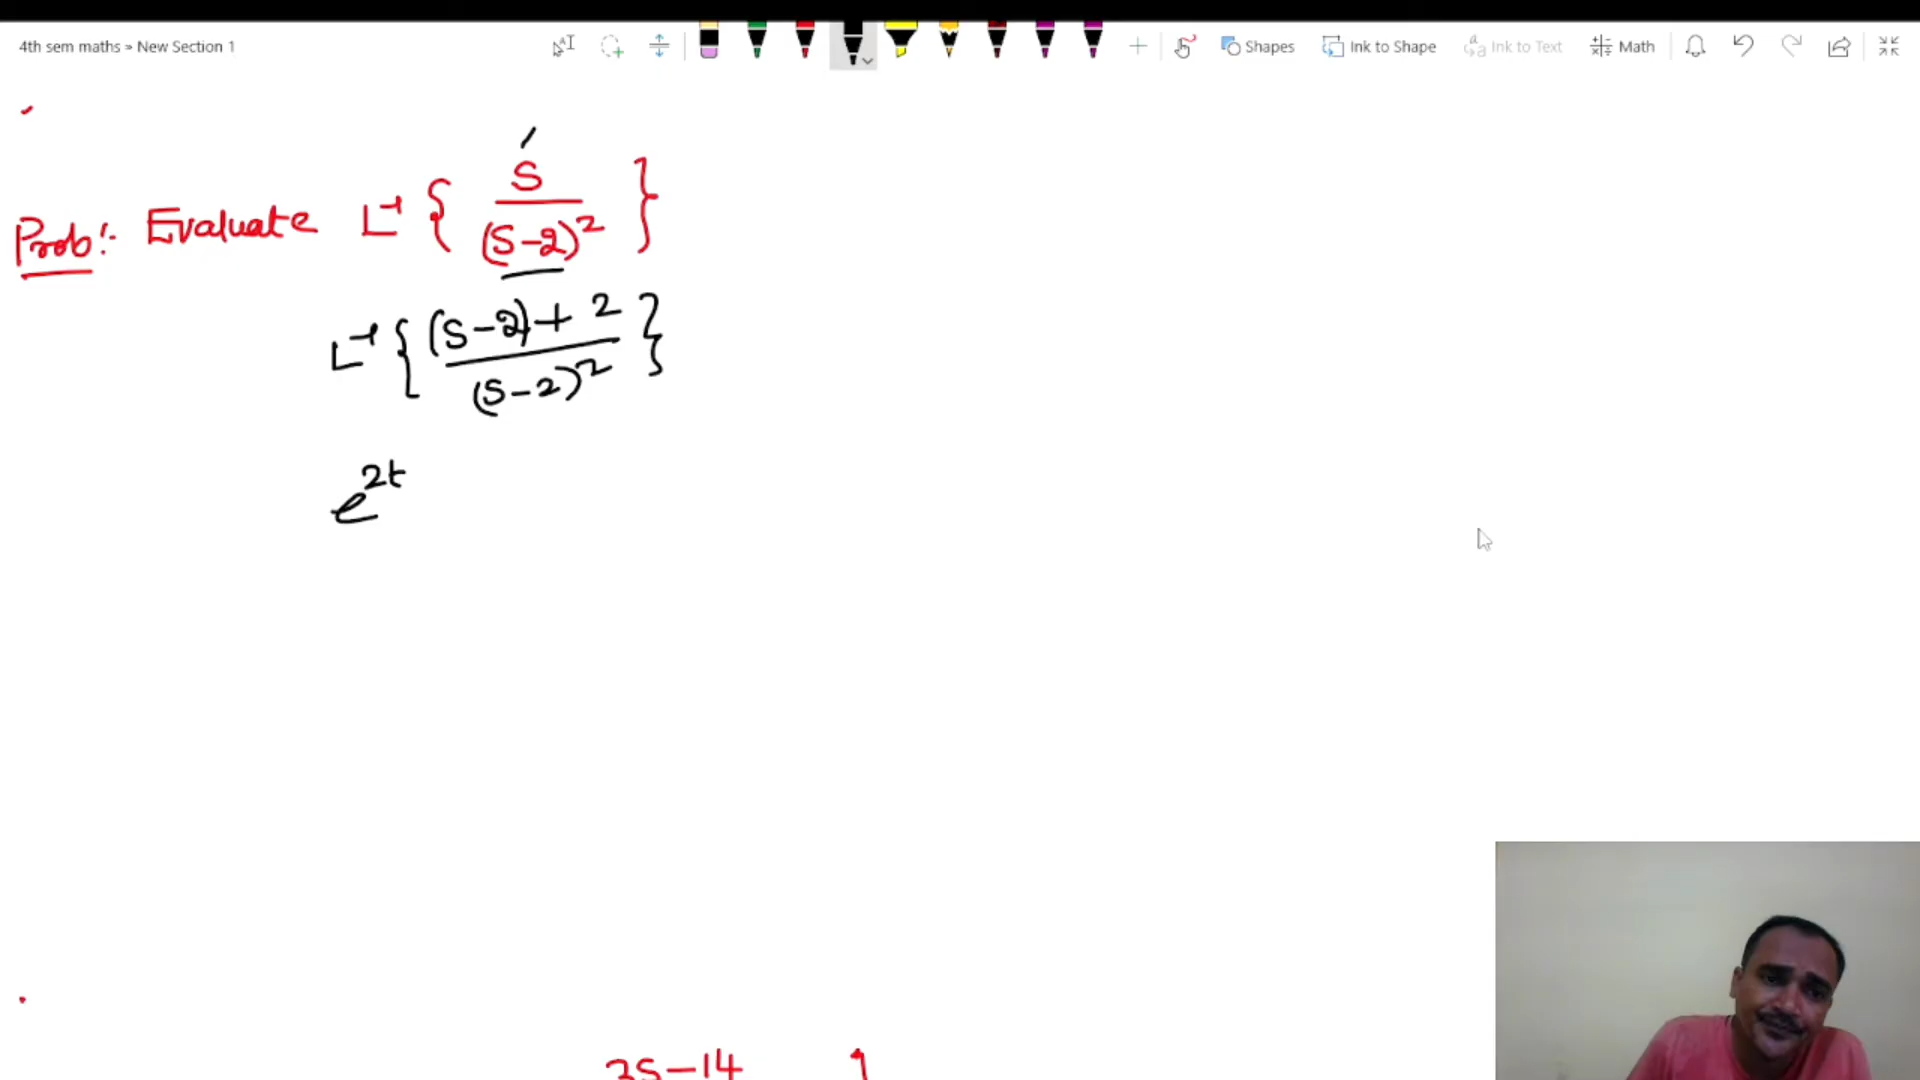 4th sem maths » New Section 1
Shapes
Ink to Shape
Ink to Text
Math
Prob:- Evaluate L⁻¹ { S / (S-2)² }
L⁻¹ { (S-2)+2 / (S-2)² }
e^2t
3S-14